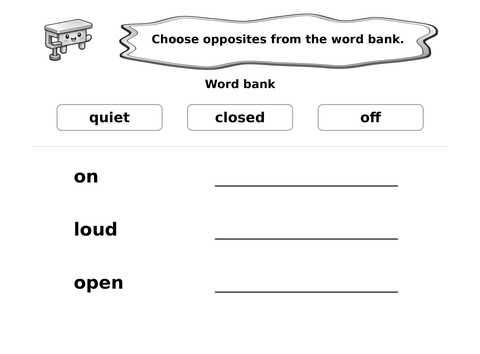 Choose opposites from the word bank.
Word bank
quiet closed off
on
loud
open